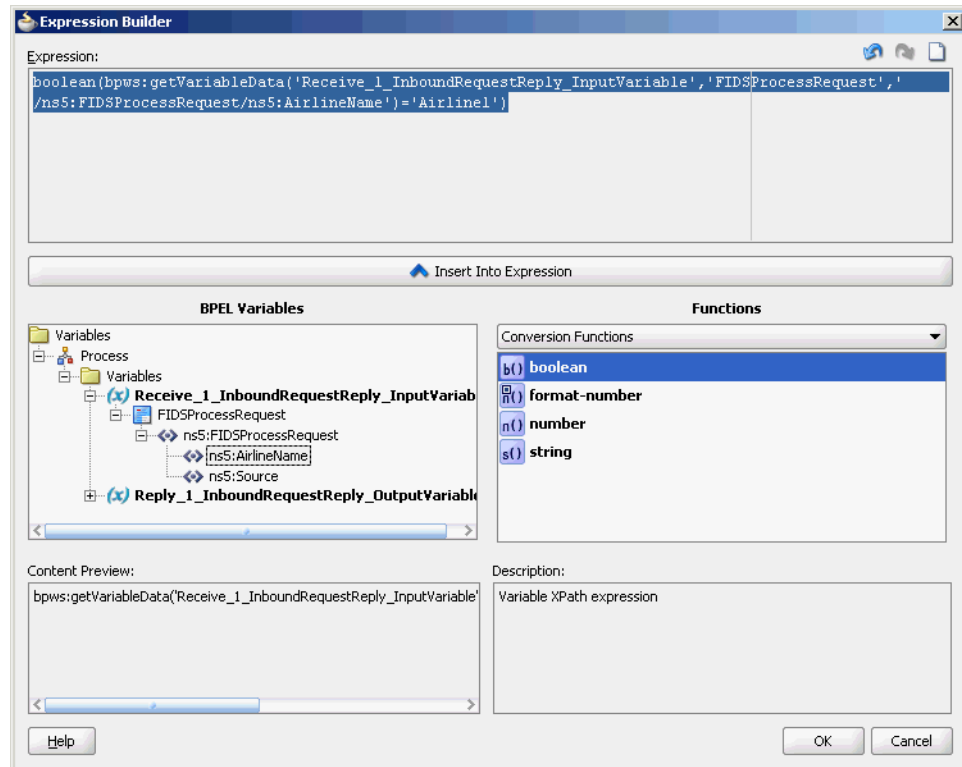 Expression Builder
Expression:
boolean(bpws:getVariableData('Receive_1_InboundRequestReply_InputVariable','FIDSProcessRequest','
/ns5:FIDSProcessRequest/ns5:AirlineName')='Airline1')
Insert Into Expression
BPEL Variables
Functions
Variables
Process
Variables
(x) Receive_1_InboundRequestReply_InputVariab
FIDSProcessRequest
ns5:FIDSProcessRequest
ns5:AirlineName
ns5:Source
(x) Reply_1_InboundRequestReply_OutputVariable
Conversion Functions
b() boolean
n() format-number
n() number
s() string
Content Preview:
bpws:getVariableData('Receive_1_InboundRequestReply_InputVariable'
Description:
Variable XPath expression
Help
OK
Cancel